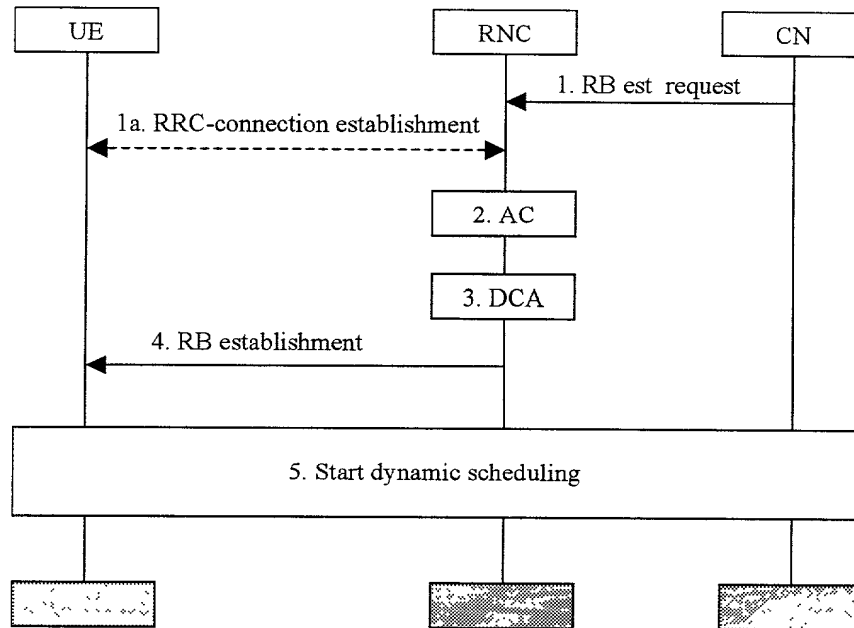 UE
RNC
CN
1. RB est request
1a. RRC-connection establishment
2. AC
3. DCA
4. RB establishment
5. Start dynamic scheduling